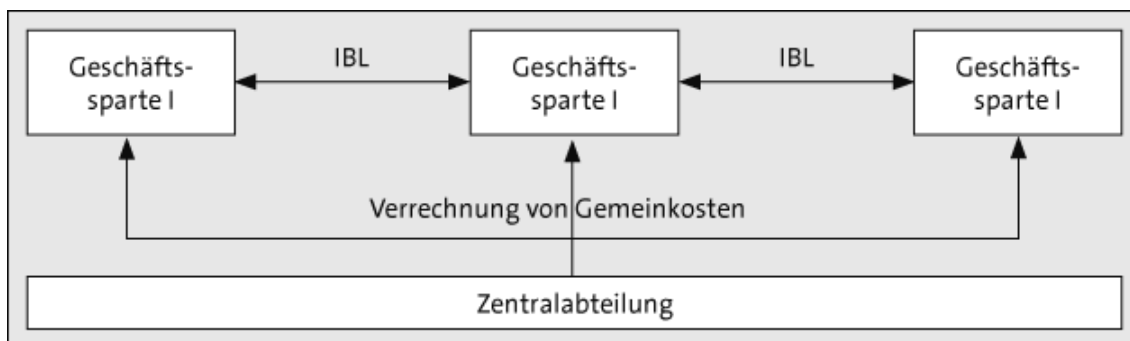 Geschäfts-
sparte I
IBL
Geschäfts-
sparte I
IBL
Geschäfts-
sparte I
Verrechnung von Gemeinkosten
Zentralabteilung